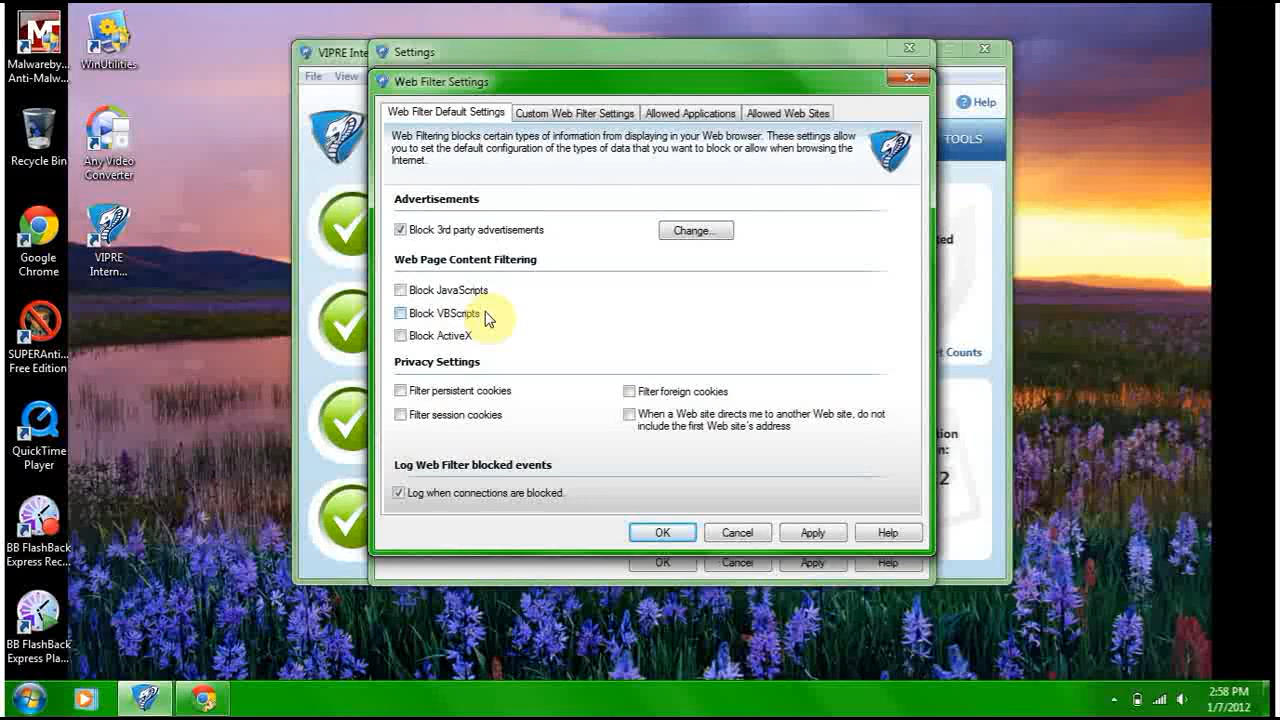 Malwareby...
Anti-Malw...
WinUtilities
Recycle Bin
Any Video
Converter
Google
Chrome
VIPRE
Intern...
SUPERAnti...
Free Edition
QuickTime
Player
BB FlashBack
Express Rec...
BB FlashBack
Express Pla...
VIPRE Inte
File View
Help
TOOLS
Settings
Web Filter Settings
Web Filter Default Settings
Custom Web Filter Settings
Allowed Applications
Allowed Web Sites
Web Filtering blocks certain types of information from displaying in your Web browser. These settings allow
you to set the default configuration of the types of data that you want to block or allow when browsing the
Internet.
Advertisements
Block 3rd party advertisements
Change...
Web Page Content Filtering
Block JavaScripts
Block VBScripts
Block ActiveX
Privacy Settings
Filter persistent cookies
Filter foreign cookies
Filter session cookies
When a Web site directs me to another Web site, do not
include the first Web site's address
Log Web Filter blocked events
Log when connections are blocked.
OK Cancel Apply Help
OK Cancel Apply Help
ed
t Counts
ion
n:
2
2:58 PM
1/7/2012